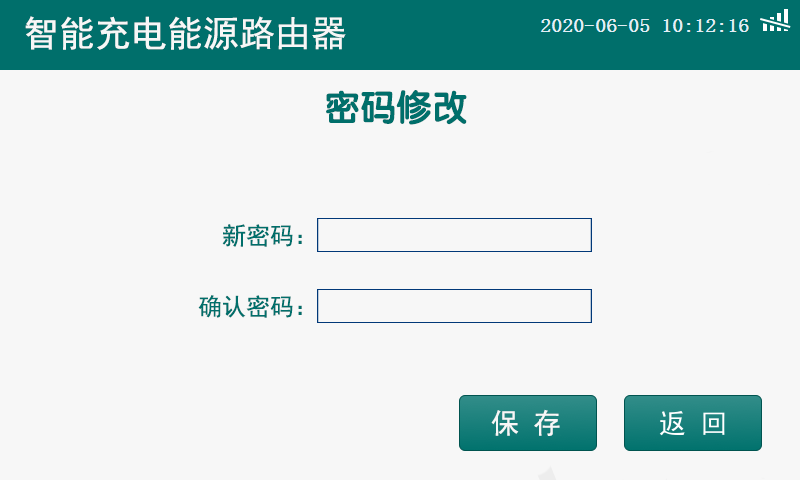 智能充电能源路由器
2020-06-05 10:12:16
密码修改
新密码：
确认密码：
保 存
返 回